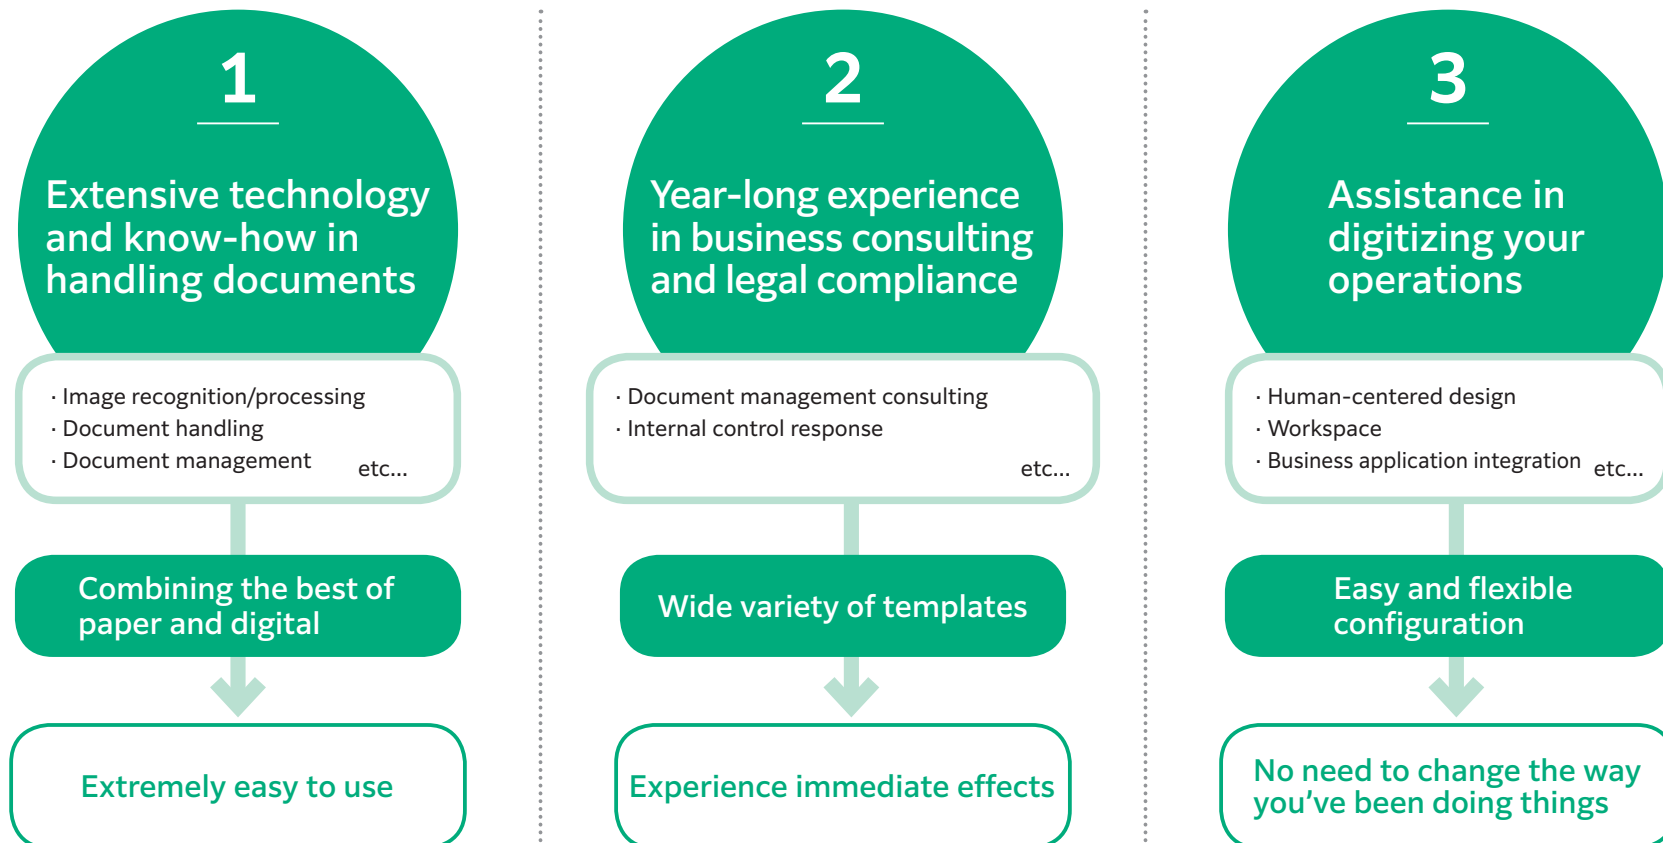 1
Extensive technology
and know-how in
handling documents
· Image recognition/processing
· Document handling
· Document management
etc...
Combining the best of
paper and digital
Extremely easy to use
2
Year-long experience
in business consulting
and legal compliance
· Document management consulting
· Internal control response
etc...
Wide variety of templates
Experience immediate effects
3
Assistance in
digitizing your
operations
· Human-centered design
· Workspace
· Business application integration
etc...
Easy and flexible
configuration
No need to change the way
you’ve been doing things